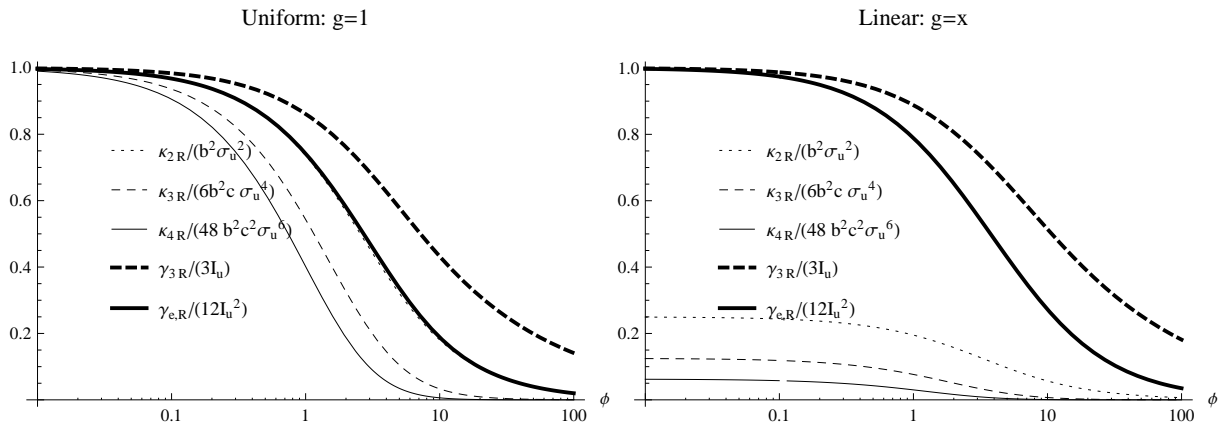 Uniform: g=1
1.0
0.8
0.6
0.4
0.2
0.1
1
10
100
ϕ
κ2 R/(b²σu²)
κ3 R/(6b²c σu⁴)
κ4 R/(48 b²c²σu⁶)
γ3 R/(3Iu)
γe,R/(12Iu²)
Linear: g=x
1.0
0.8
0.6
0.4
0.2
0.1
1
10
100
ϕ
κ2 R/(b²σu²)
κ3 R/(6b²c σu⁴)
κ4 R/(48 b²c²σu⁶)
γ3 R/(3Iu)
γe,R/(12Iu²)